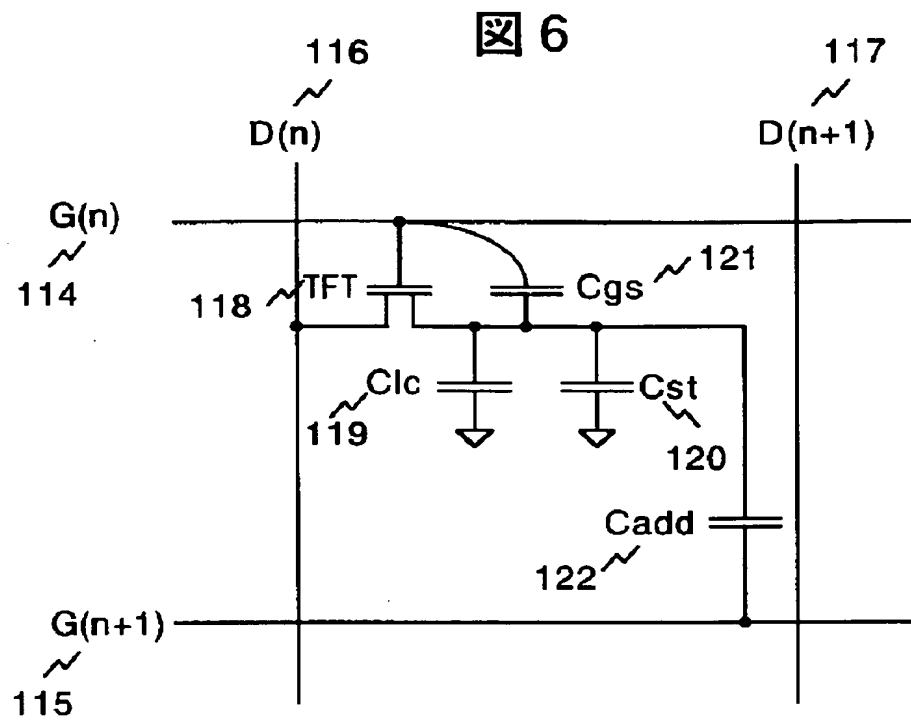 図 6
116
117
D(n)
D(n+1)
G(n)
114
118
TFT
Cgs
121
Clc
119
Cst
120
Cadd
122
G(n+1)
115